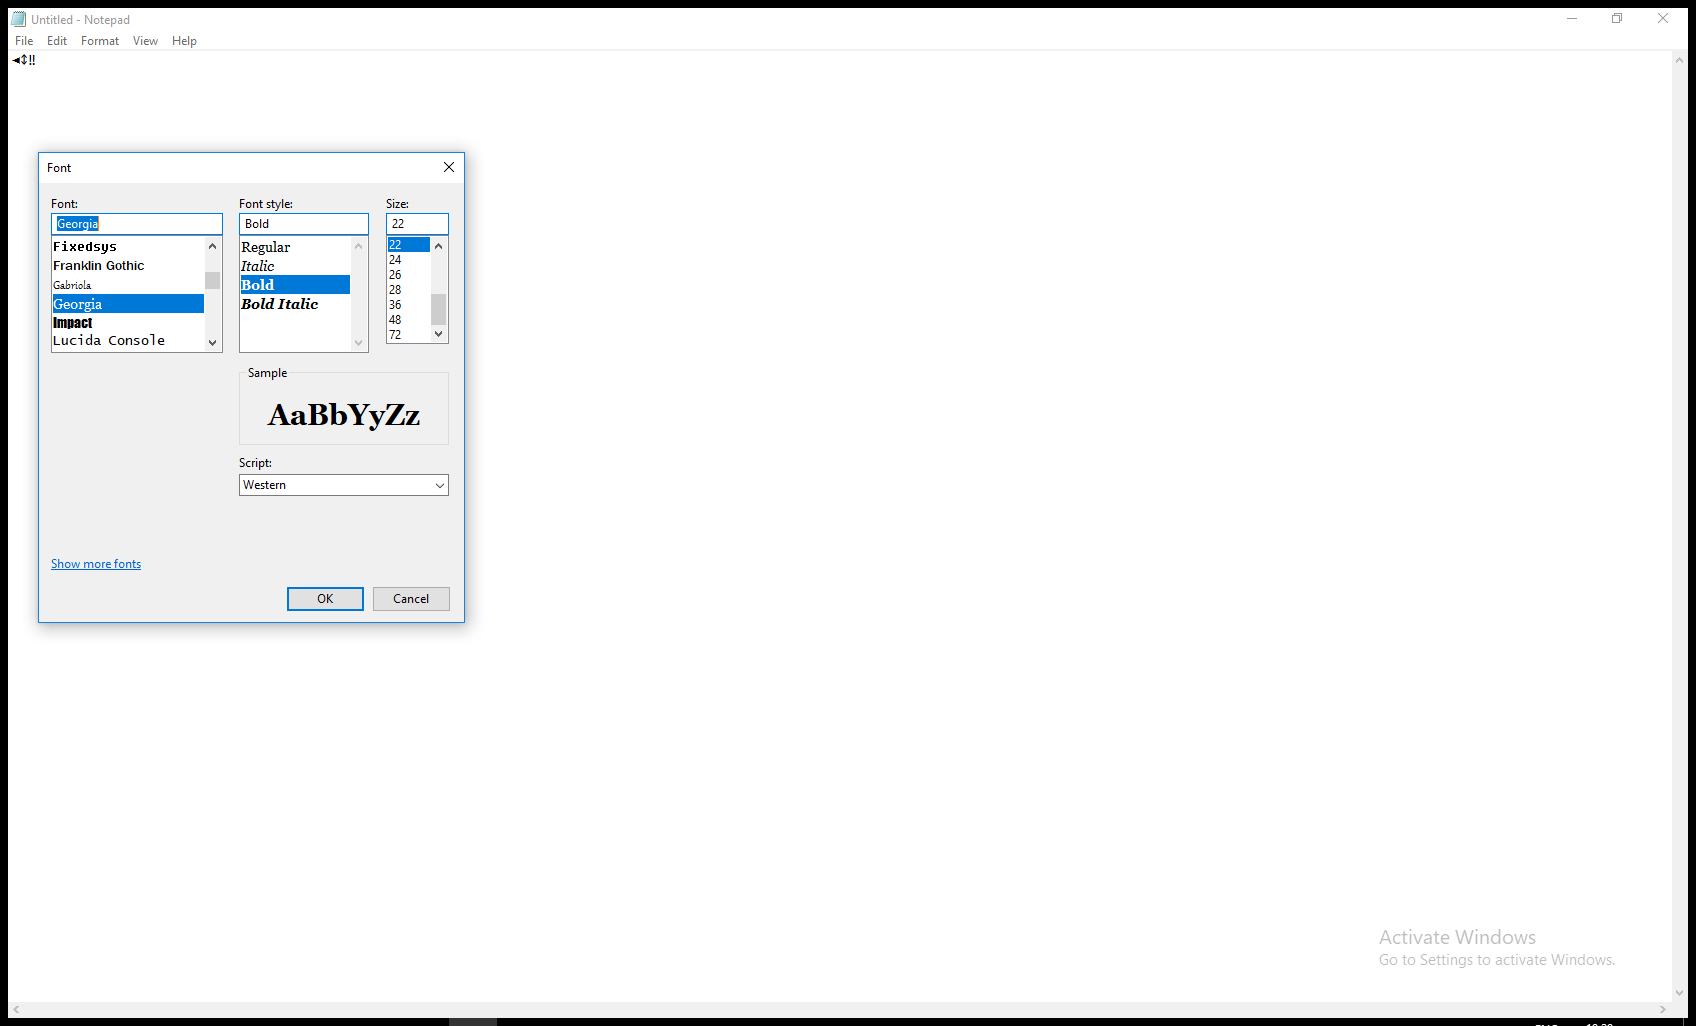 Untitled - Notepad
File Edit Format View Help
◄↕‼
Font
Font: Font style: Size:
Georgia Bold 22
Fixedsys
Franklin Gothic
Gabriola
Georgia
Impact
Lucida Console
Regular
Italic
Bold
Bold Italic
22
24
26
28
36
48
72
Sample
AaBbYyZz
Script:
Western
Show more fonts
OK Cancel
Activate Windows
Go to Settings to activate Windows.